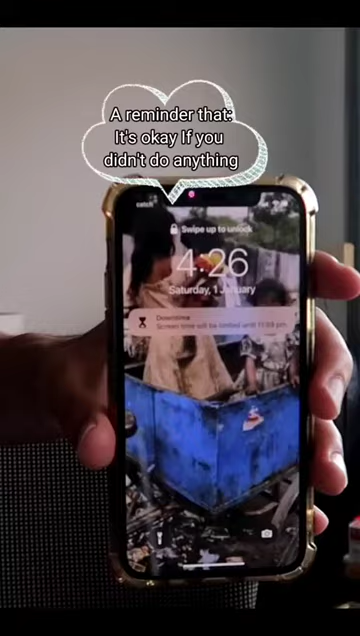 A reminder that:
It's okay If you
didn't do anything
catch
Swipe up to unlock
4:26
Saturday, 1 January
Downtime
Screen time will be limited until 11:59 pm.